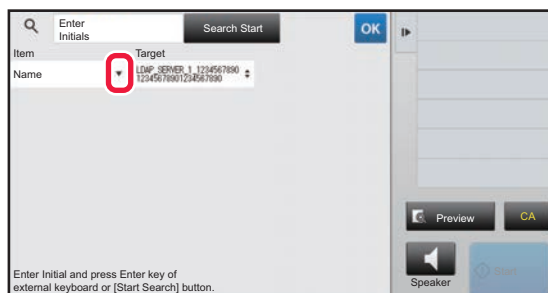 Enter
Initials
Search Start
OK
Item
Target
Name
LDAP_SERVER_1_1234567890
12345678901234567890
Preview
CA
Enter Initial and press Enter key of
external keyboard or [Start Search] button.
Speaker
Start